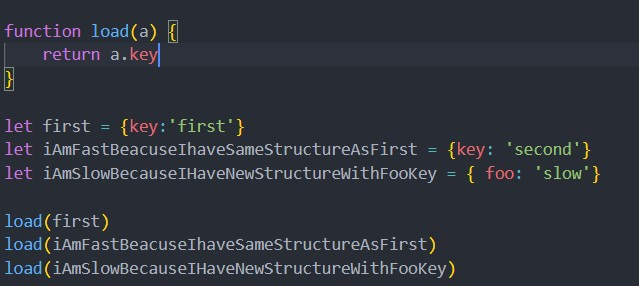 function load(a) {
    return a.key
}
let first = {key:'first'}
let iAmFastBeacuseIhaveSameStructureAsFirst = {key: 'second'}
let iAmSlowBecauseIHaveNewStructureWithFooKey = { foo: 'slow'}
load(first)
load(iAmFastBeacuseIhaveSameStructureAsFirst)
load(iAmSlowBecauseIHaveNewStructureWithFooKey)